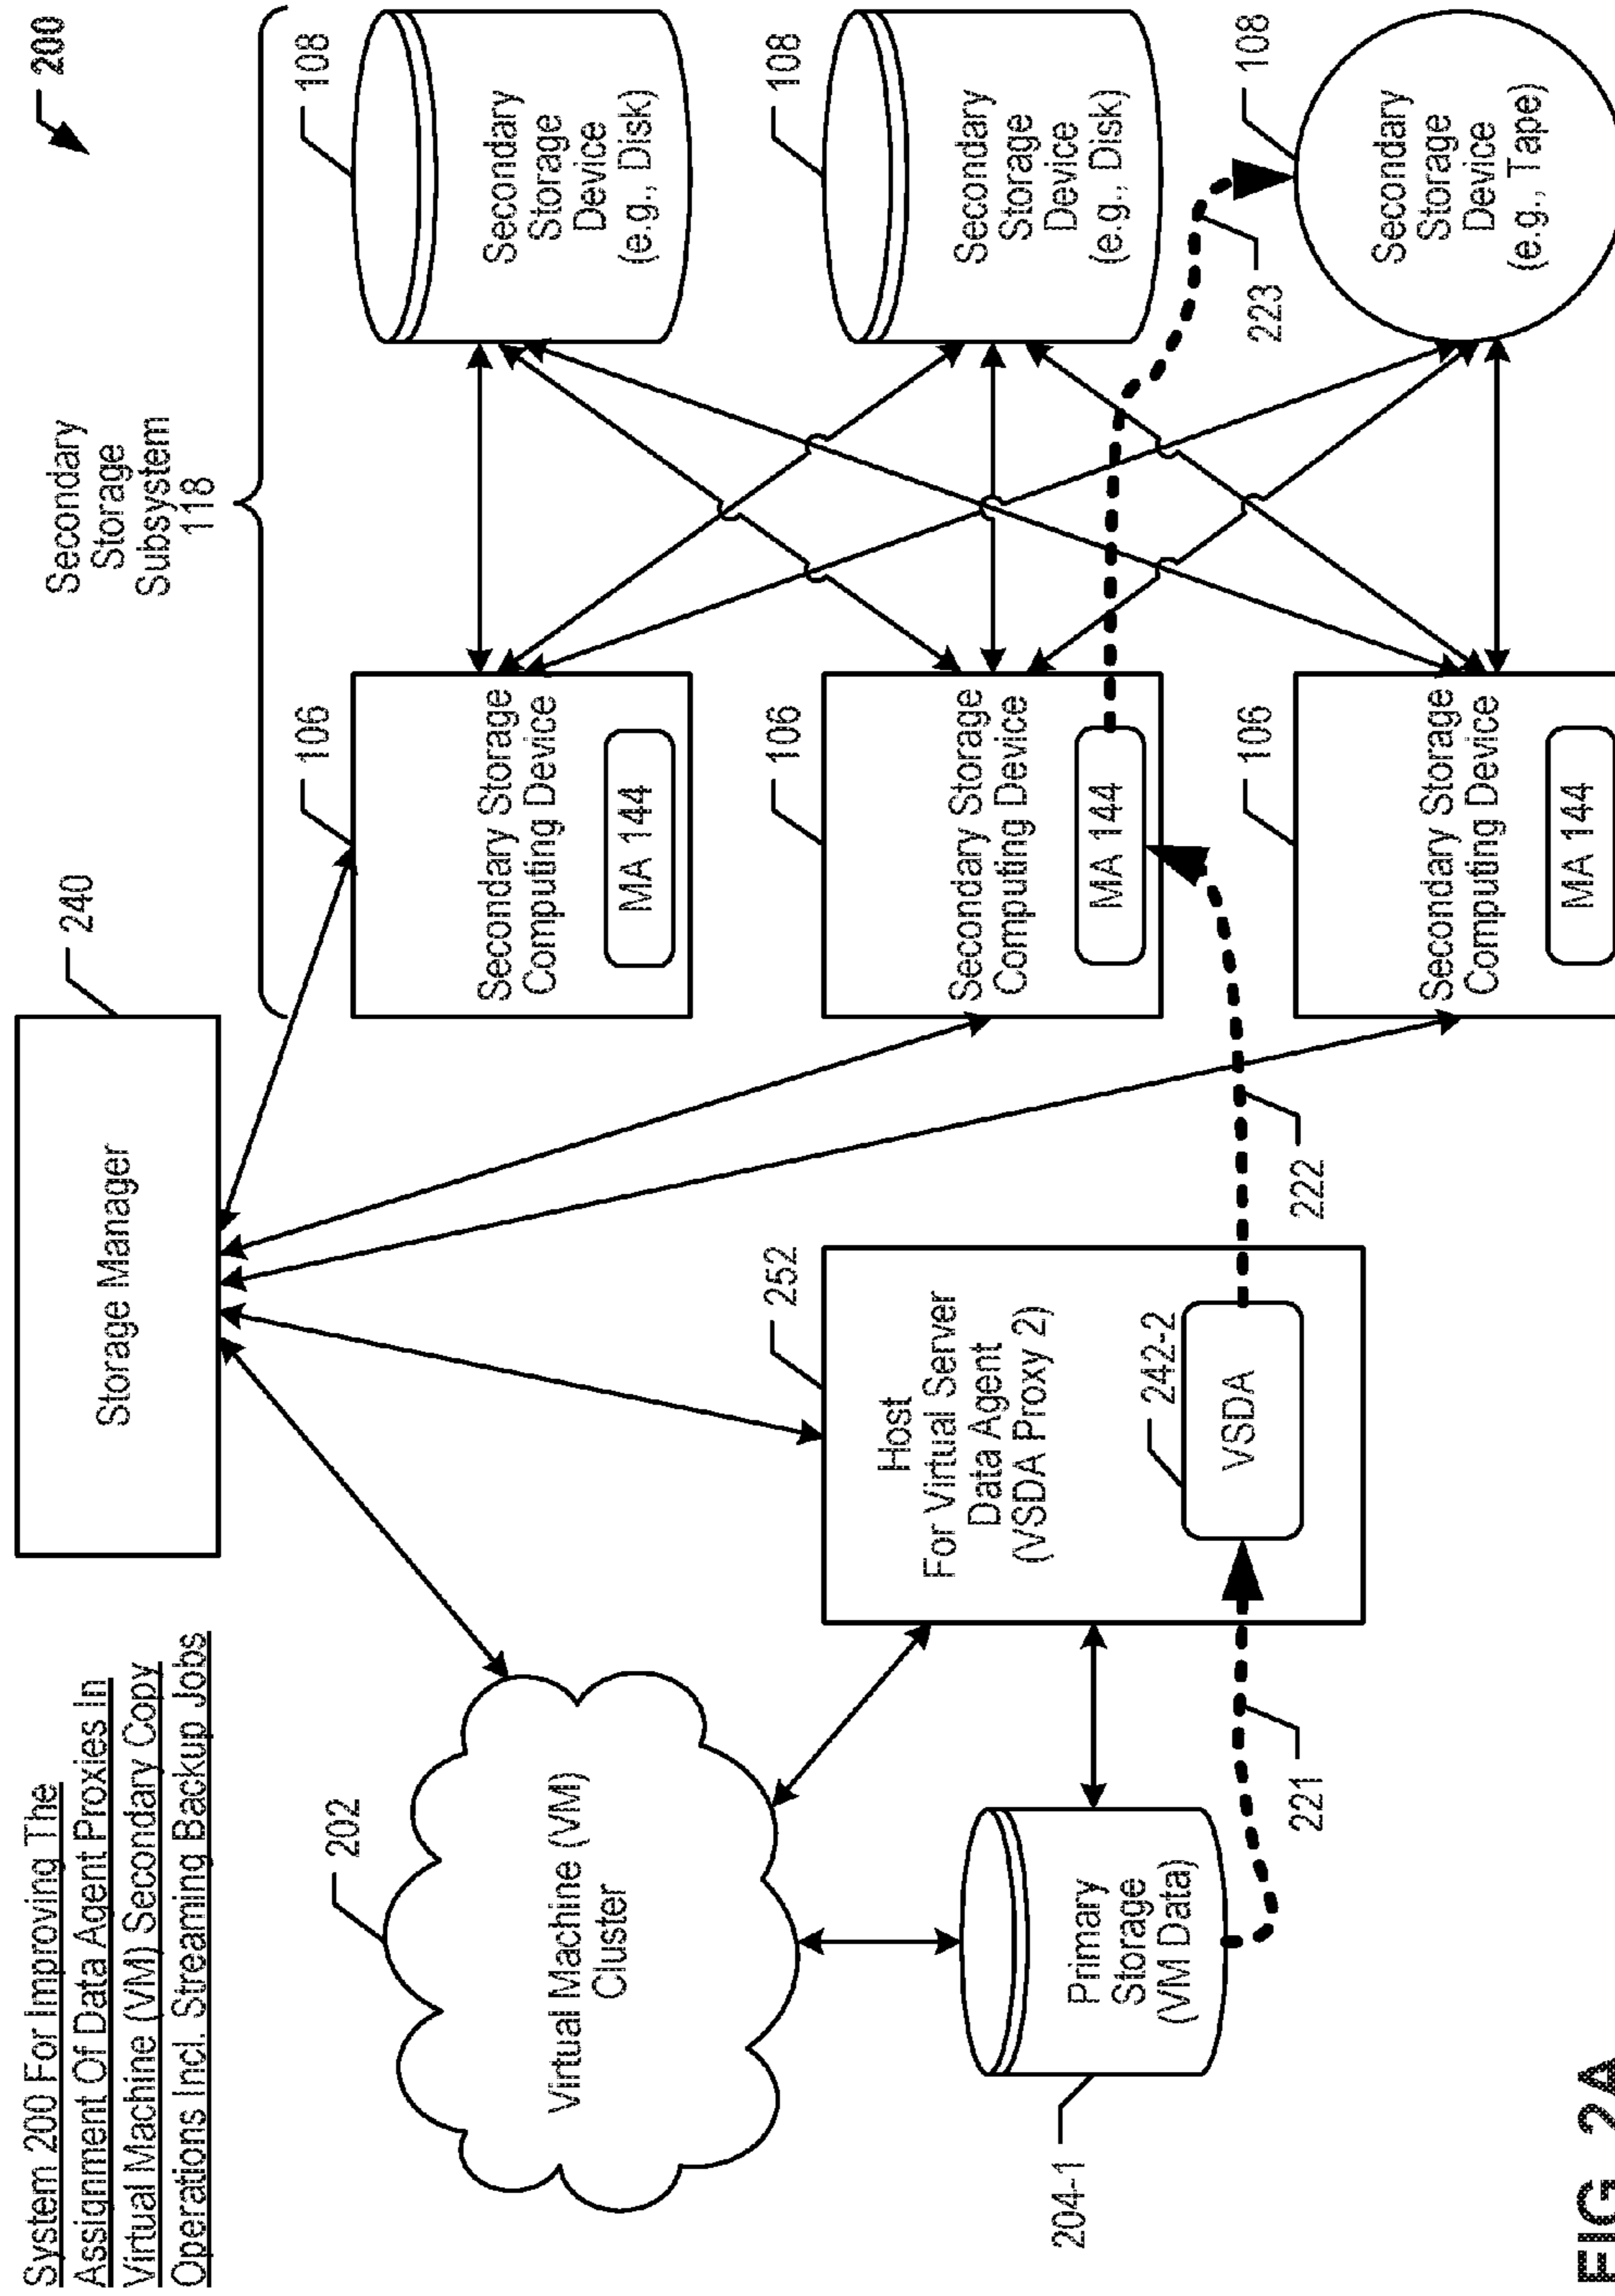 System 200 For Improving The
Assignment Of Data Agent Proxies In
Virtual Machine (VM) Secondary Copy
Operations Incl. Streaming Backup Jobs
200
Storage Manager
240
Secondary
Storage
Subsystem
118
202
Virtual Machine (VM)
Cluster
204-1
Primary
Storage
(VM Data)
221
252
Host
For Virtual Server
Data Agent
(VSDA Proxy 2)
242-2
VSDA
222
106
Secondary Storage
Computing Device
MA 144
106
Secondary Storage
Computing Device
MA 144
106
Secondary Storage
Computing Device
MA 144
108
Secondary
Storage
Device
(e.g., Disk)
108
Secondary
Storage
Device
(e.g., Disk)
223
108
Secondary
Storage
Device
(e.g., Tape)
FIG. 2A